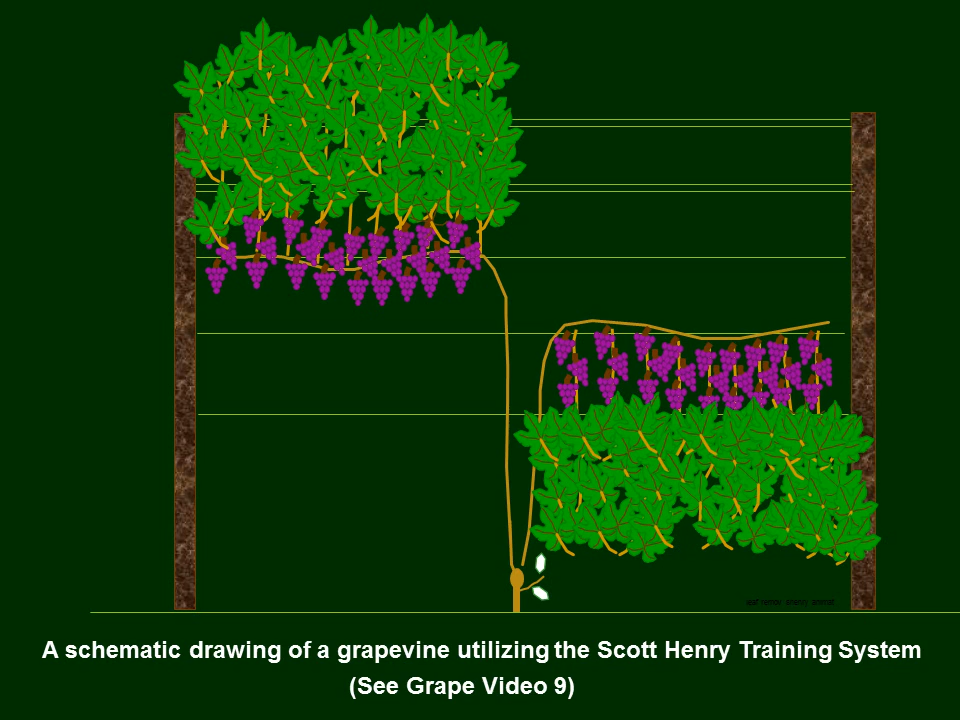 A schematic drawing of a grapevine utilizing the Scott Henry Training System
(See Grape Video 9)